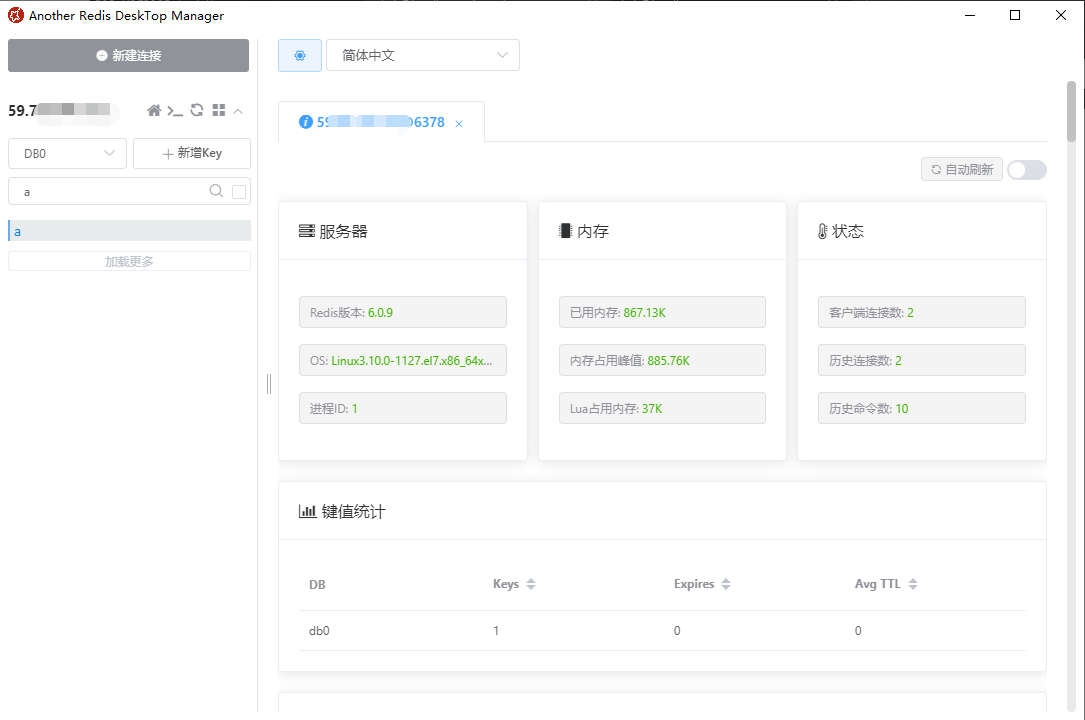 Another Redis DeskTop Manager
新建连接
简体中文
59.7
DB0
新增Key
a
a
加载更多
6378
自动刷新
服务器
Redis版本: 6.0.9
OS: Linux3.10.0-1127.el7.x86_64x...
进程ID: 1
内存
已用内存: 867.13K
内存占用峰值: 885.76K
Lua占用内存: 37K
状态
客户端连接数: 2
历史连接数: 2
历史命令数: 10
键值统计
DB Keys Expires Avg TTL
db0 1 0 0